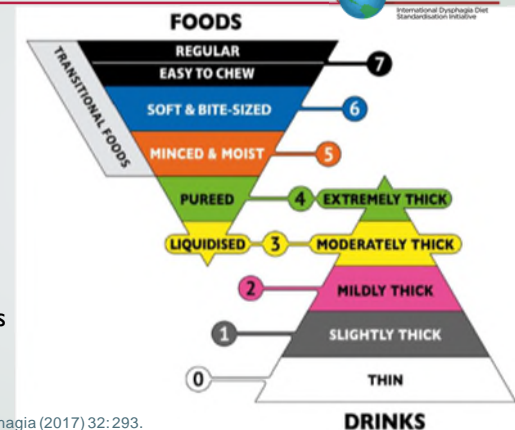 International Dysphagia Diet
Standardisation Initiative
FOODS
REGULAR
EASY TO CHEW
7
TRANSITIONAL FOODS
SOFT & BITE-SIZED
6
MINCED & MOIST
5
PUREED
4
EXTREMELY THICK
LIQUIDISED
3
MODERATELY THICK
2
MILDLY THICK
1
SLIGHTLY THICK
0
THIN
DRINKS
s
hagia (2017) 32:293.